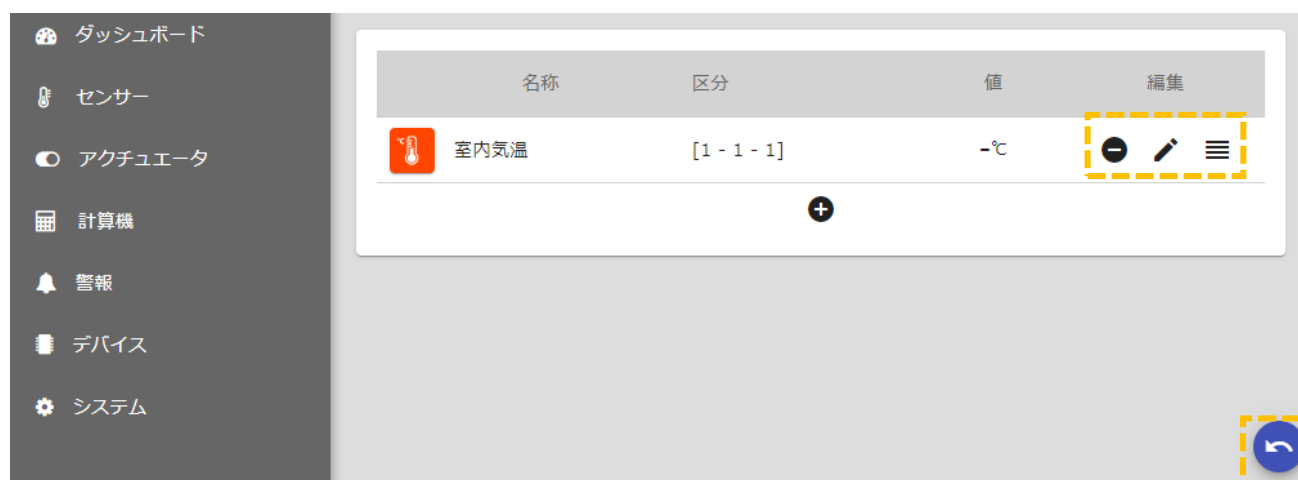 ダッシュボード
センサー
アクチュエータ
計算機
警報
デバイス
システム
名称 区分 値 編集
室内気温 [1 - 1 - 1] -℃